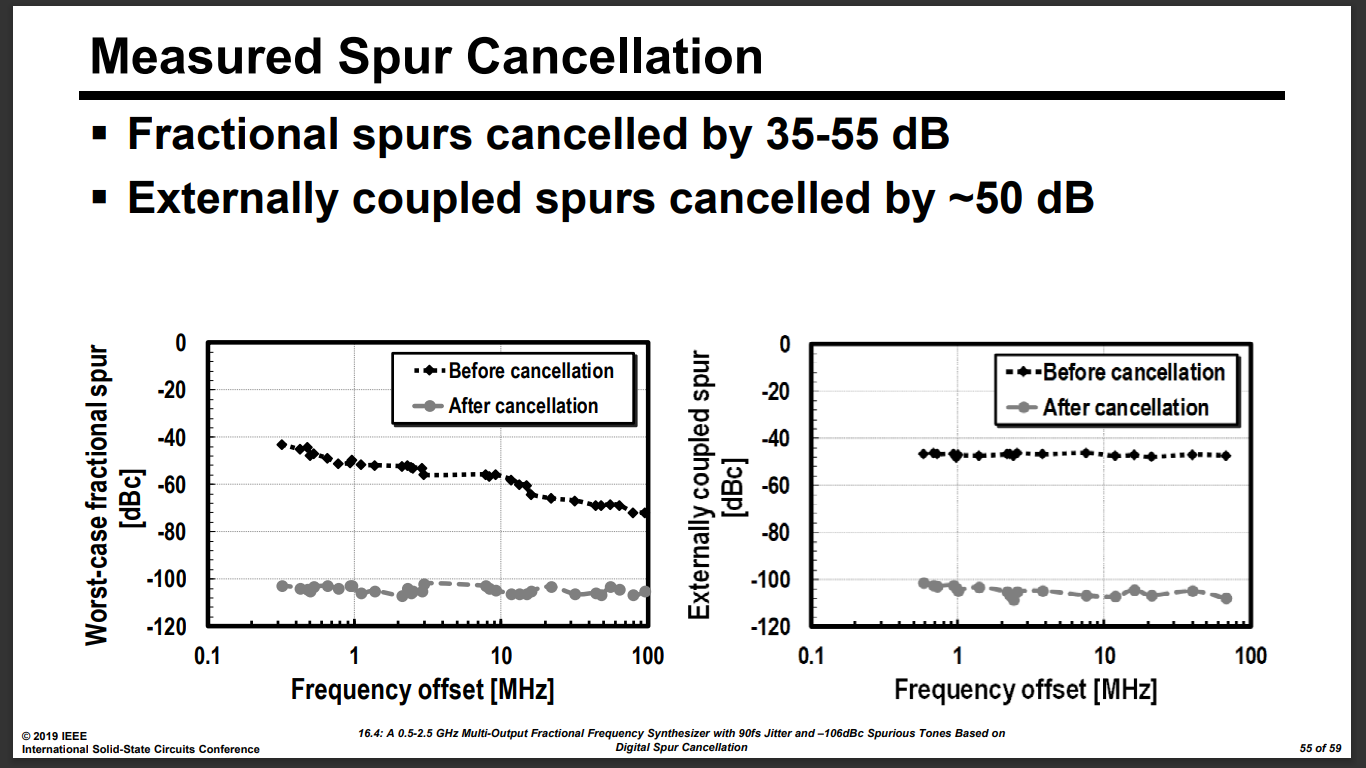 Measured Spur Cancellation
▪ Fractional spurs cancelled by 35-55 dB
▪ Externally coupled spurs cancelled by ~50 dB
Worst-case fractional spur
[dBc]
0
-20
-40
-60
-80
-100
-120
Before cancellation
After cancellation
0.1 1 10 100
Frequency offset [MHz]
Externally coupled spur
[dBc]
0
-20
-40
-60
-80
-100
-120
Before cancellation
After cancellation
0.1 1 10 100
Frequency offset [MHz]
© 2019 IEEE
International Solid-State Circuits Conference
16.4: A 0.5-2.5 GHz Multi-Output Fractional Frequency Synthesizer with 90fs Jitter and –106dBc Spurious Tones Based on
Digital Spur Cancellation
55 of 59